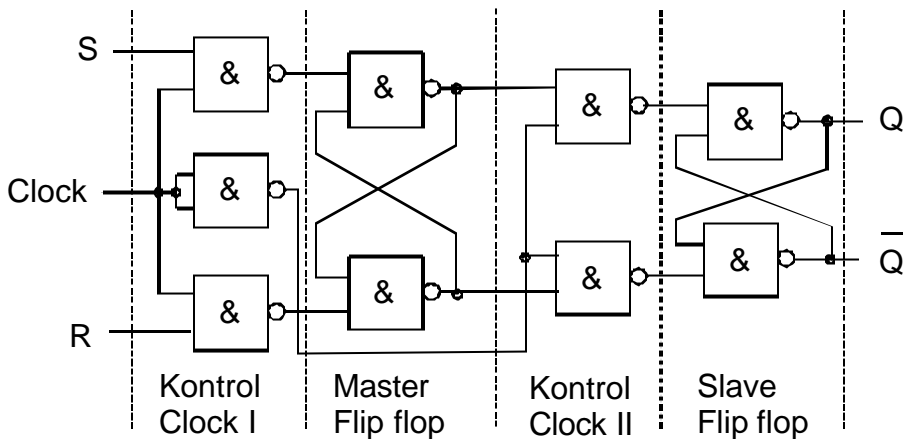 S
&
&
&
&
Q
Clock
&
&
&
&
Q
R
&
Kontrol
Clock I
Master
Flip flop
Kontrol
Clock II
Slave
Flip flop